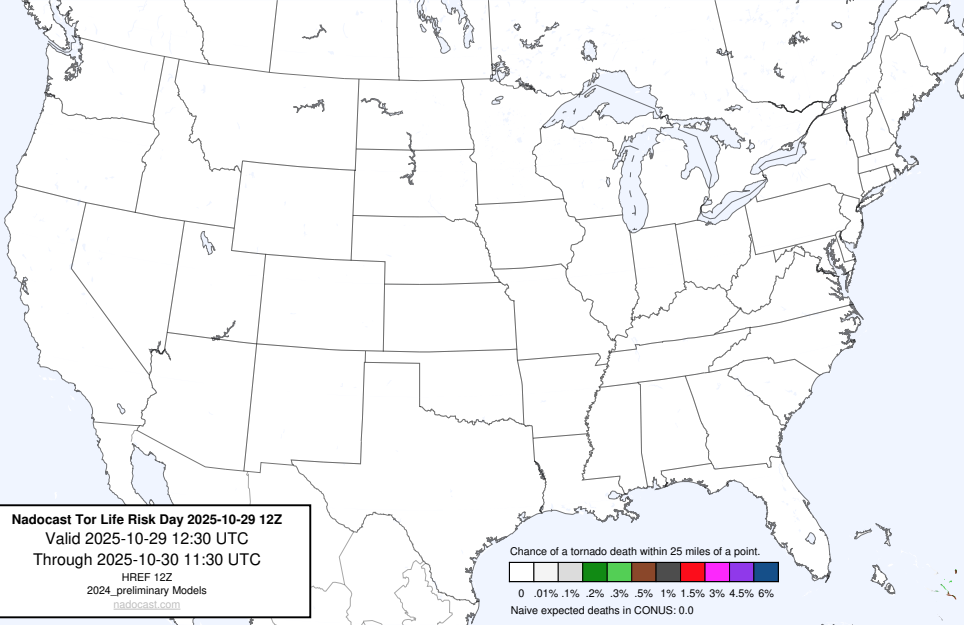 Nadocast Tor Life Risk Day 2025-10-29 12Z
Valid 2025-10-29 12:30 UTC
Through 2025-10-30 11:30 UTC
HREF 12Z
2024_preliminary Models
nadocast.com
Chance of a tornado death within 25 miles of a point.
0 .01% .1% .2% .3% .5% 1% 1.5% 3% 4.5% 6%
Naive expected deaths in CONUS: 0.0